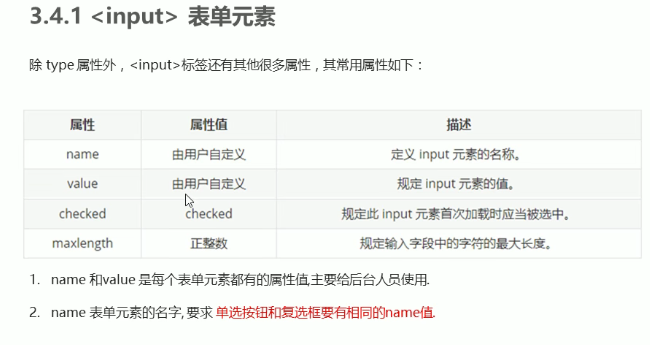 3.4.1 <input> 表单元素
除 type 属性外，<input>标签还有其他很多属性，其常用属性如下：
属性 属性值 描述
name 由用户自定义 定义 input 元素的名称。
value 由用户自定义 规定 input 元素的值。
checked checked 规定此 input 元素首次加载时应当被选中。
maxlength 正整数 规定输入字段中的字符的最大长度。
1. name 和value 是每个表单元素都有的属性值,主要给后台人员使用.
2. name 表单元素的名字, 要求 单选按钮和复选框要有相同的name值.